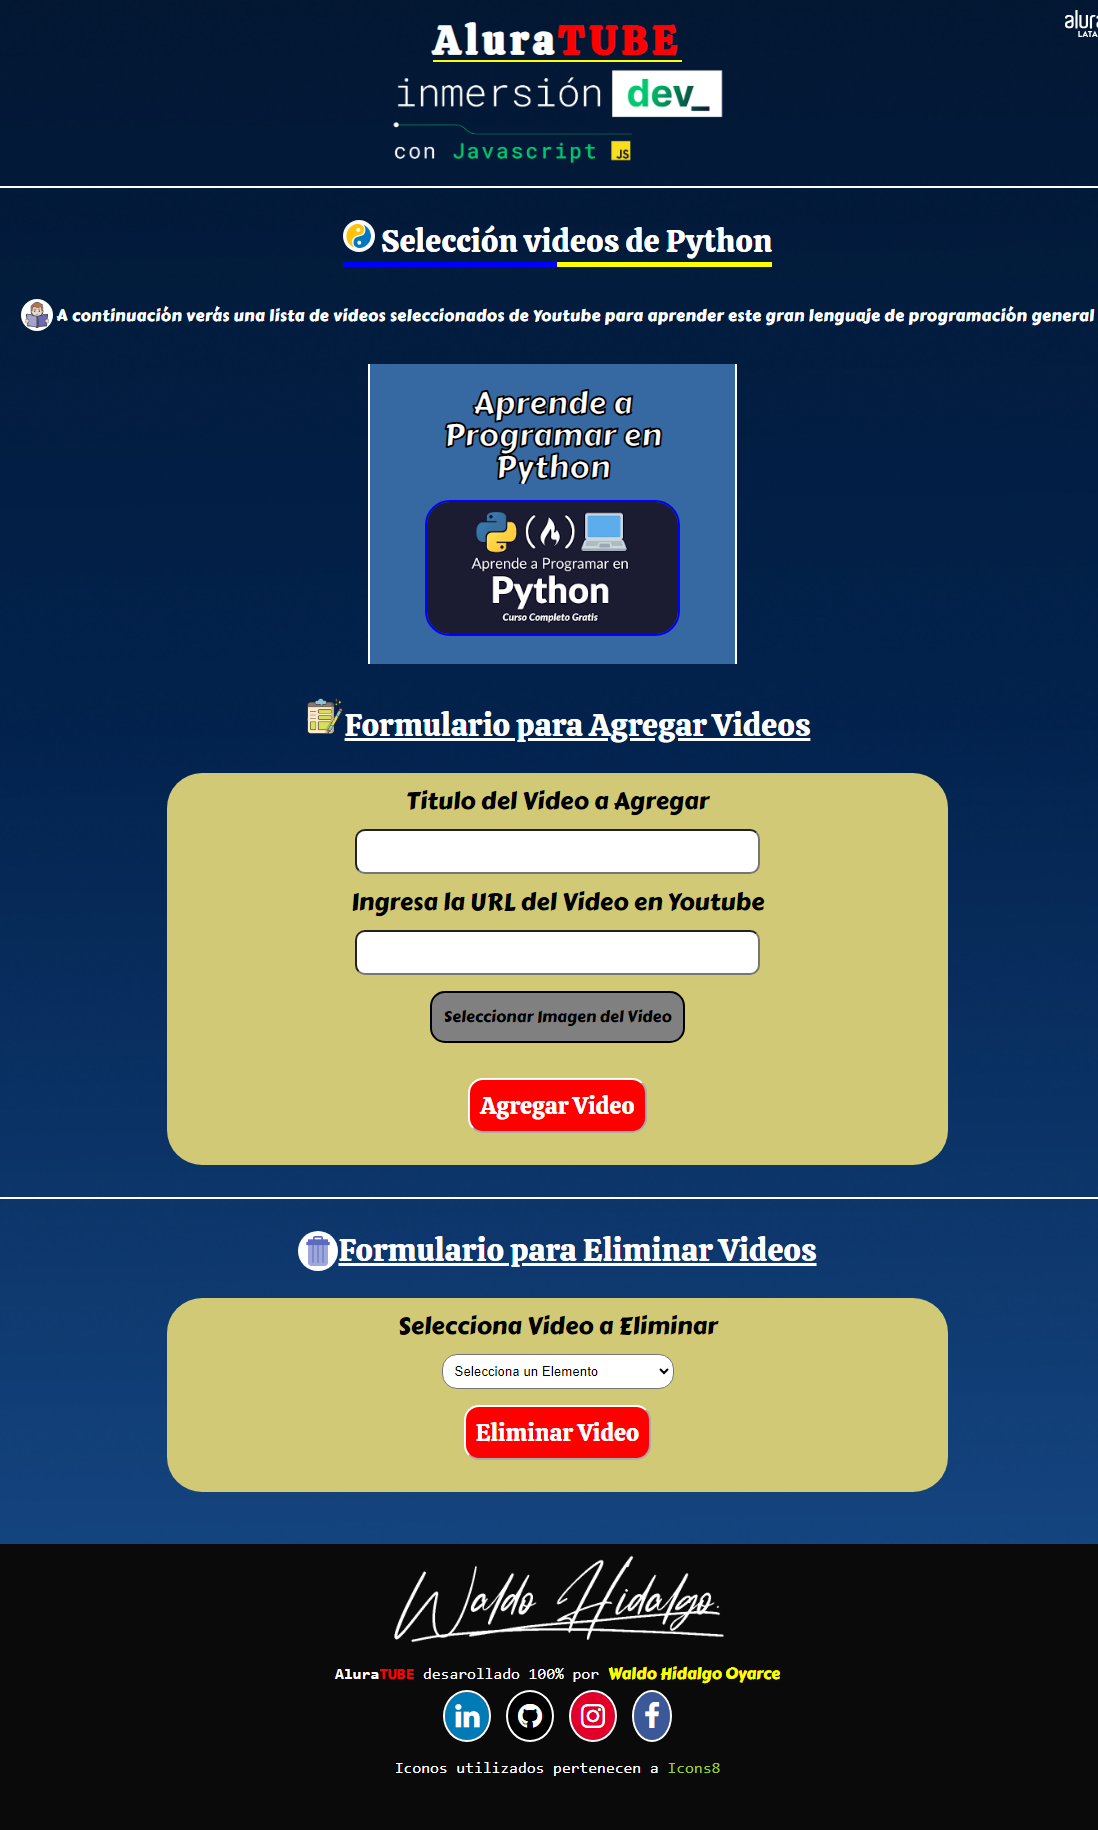 AluraTUBE
alura
LATA
inmersión dev_
con Javascript JS
Selección videos de Python
A continuación verás una lista de videos seleccionados de Youtube para aprender este gran lenguaje de programación general
Aprende a
Programar en
Python
Aprende a Programar en
Python
Curso Completo Gratis
Formulario para Agregar Videos
Titulo del Video a Agregar
Ingresa la URL del Video en Youtube
Seleccionar Imagen del Video
Agregar Video
Formulario para Eliminar Videos
Selecciona Video a Eliminar
Selecciona un Elemento
Eliminar Video
Waldo Hidalgo.
AluraTUBE desarollado 100% por Waldo Hidalgo Oyarce
in
f
Iconos utilizados pertenecen a Icons8